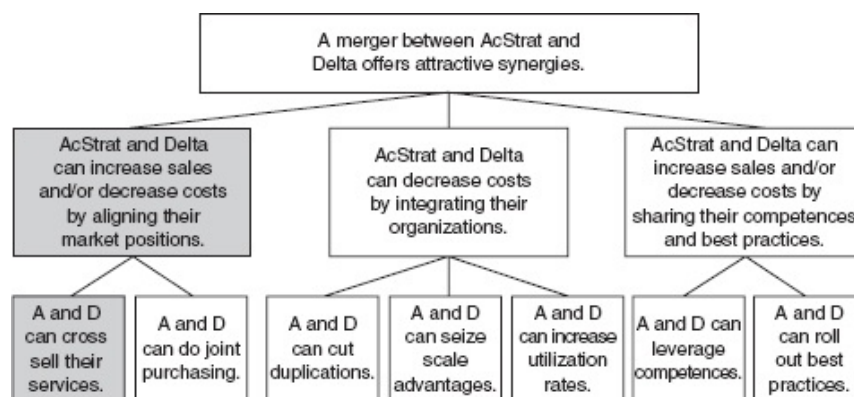 A merger between AcStrat and
Delta offers attractive synergies.
AcStrat and Delta
can increase sales
and/or decrease costs
by aligning their
market positions.
AcStrat and Delta
can decrease costs
by integrating their
organizations.
AcStrat and Delta can
increase sales and/or
decrease costs by
sharing their competences
and best practices.
A and D
can cross
sell their
services.
A and D
can do joint
purchasing.
A and D
can cut
duplications.
A and D
can seize
scale
advantages.
A and D
can increase
utilization
rates.
A and D can
leverage
competences.
A and D
can roll
out best
practices.